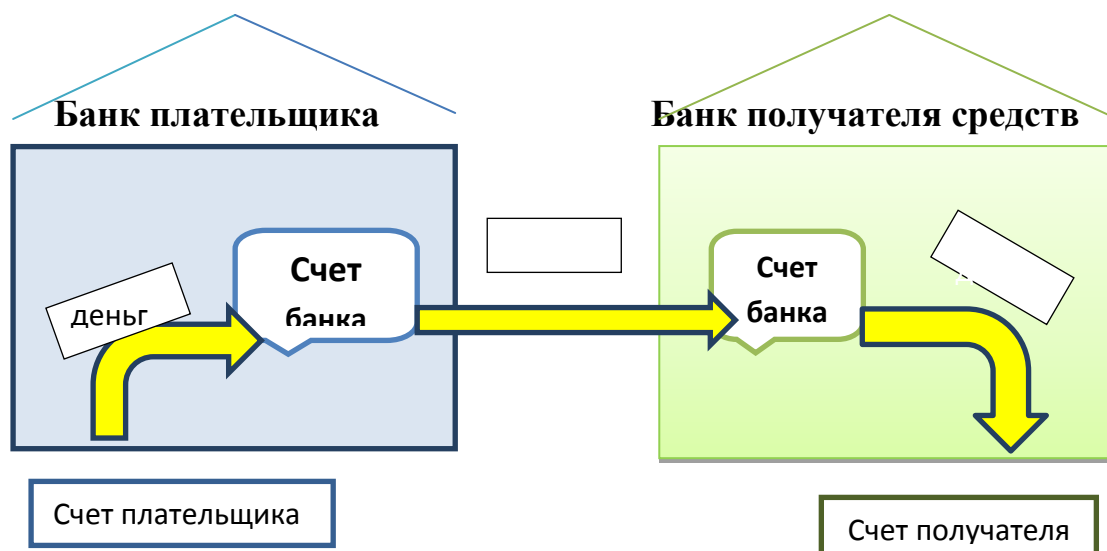 Банк плательщика
Банк получателя средств
Счет
банка
Счет
банка
деньг
Счет плательщика
Счет получателя